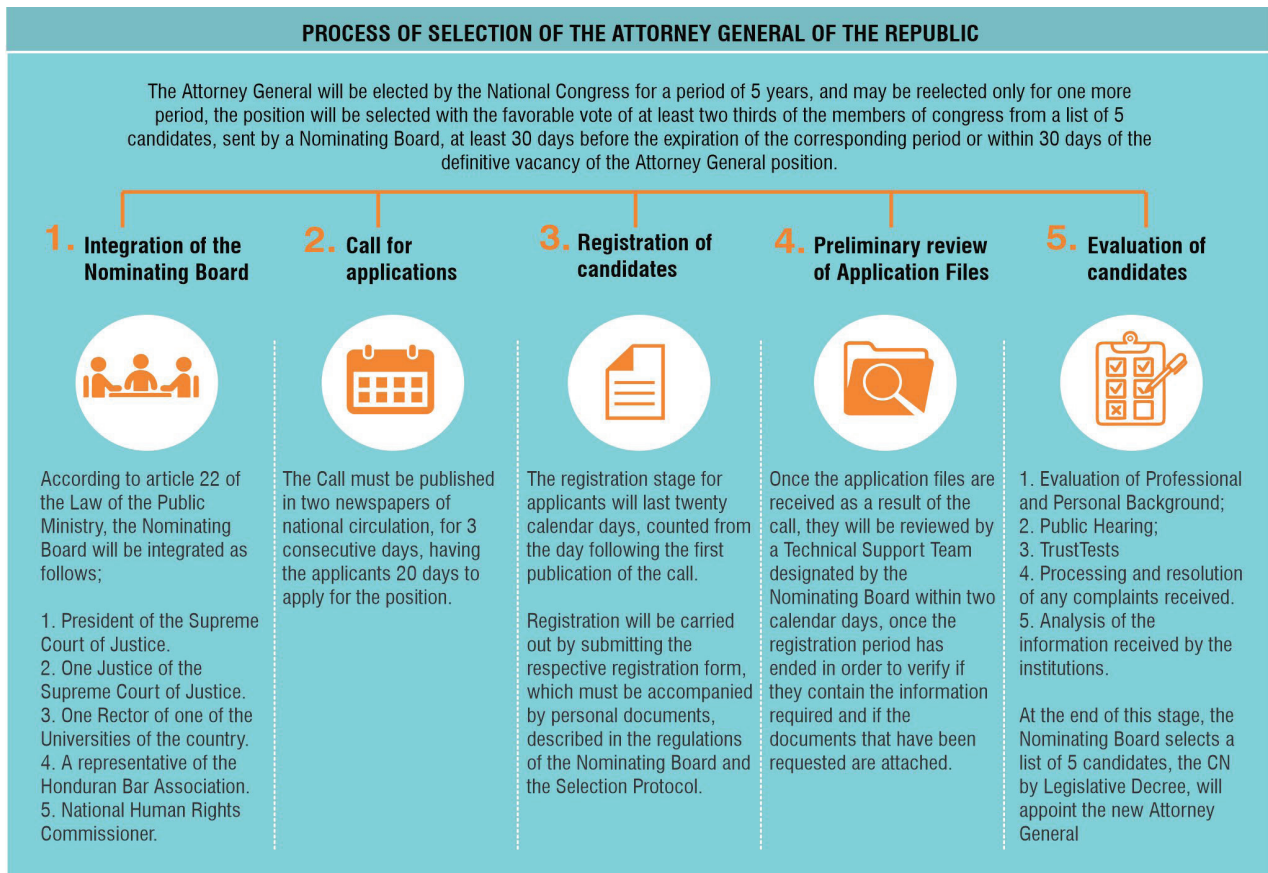 PROCESS OF SELECTION OF THE ATTORNEY GENERAL OF THE REPUBLIC
The Attorney General will be elected by the National Congress for a period of 5 years, and may be reelected only for one more
period, the position will be selected with the favorable vote of at least two thirds of the members of congress from a list of 5
candidates, sent by a Nominating Board, at least 30 days before the expiration of the corresponding period or within 30 days of the
definitive vacancy of the Attorney General position.
1. Integration of the
Nominating Board
According to article 22 of
the Law of the Public
Ministry, the Nominating
Board will be integrated as
follows;
1. President of the Supreme
Court of Justice.
2. One Justice of the
Supreme Court of Justice.
3. One Rector of one of the
Universities of the country.
4. A representative of the
Honduran Bar Association.
5. National Human Rights
Commissioner.
2. Call for
applications
The Call must be published
in two newspapers of
national circulation, for 3
consecutive days, having
the applicants 20 days to
apply for the position.
3. Registration of
candidates
The registration stage for
applicants will last twenty
calendar days, counted from
the day following the first
publication of the call.
Registration will be carried
out by submitting the
respective registration form,
which must be accompanied
by personal documents,
described in the regulations
of the Nominating Board and
the Selection Protocol.
4. Preliminary review
of Application Files
Once the application files are
received as a result of the
call, they will be reviewed by
a Technical Support Team
designated by the
Nominating Board within two
calendar days, once the
registration period has
ended in order to verify if
they contain the information
required and if the
documents that have been
requested are attached.
5. Evaluation of
candidates
1. Evaluation of Professional
and Personal Background;
2. Public Hearing;
3. TrustTests
4. Processing and resolution
of any complaints received.
5. Analysis of the
information received by the
institutions.
At the end of this stage, the
Nominating Board selects a
list of 5 candidates, the CN
by Legislative Decree, will
appoint the new Attorney
General